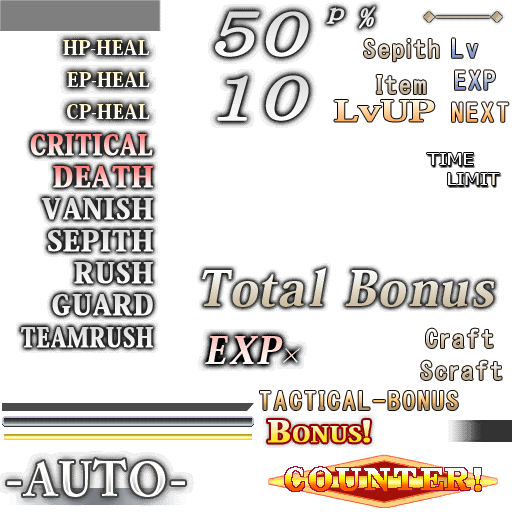 HP-HEAL
EP-HEAL
CP-HEAL
CRITICAL
DEATH
VANISH
SEPITH
RUSH
GUARD
TEAMRUSH
50 P %
10
Sepith Lv
Item EXP
LvUP NEXT
TIME
LIMIT
Total Bonus
EXP×
Craft
Scraft
TACTICAL-BONUS
BONUS!
-AUTO-
COUNTER!